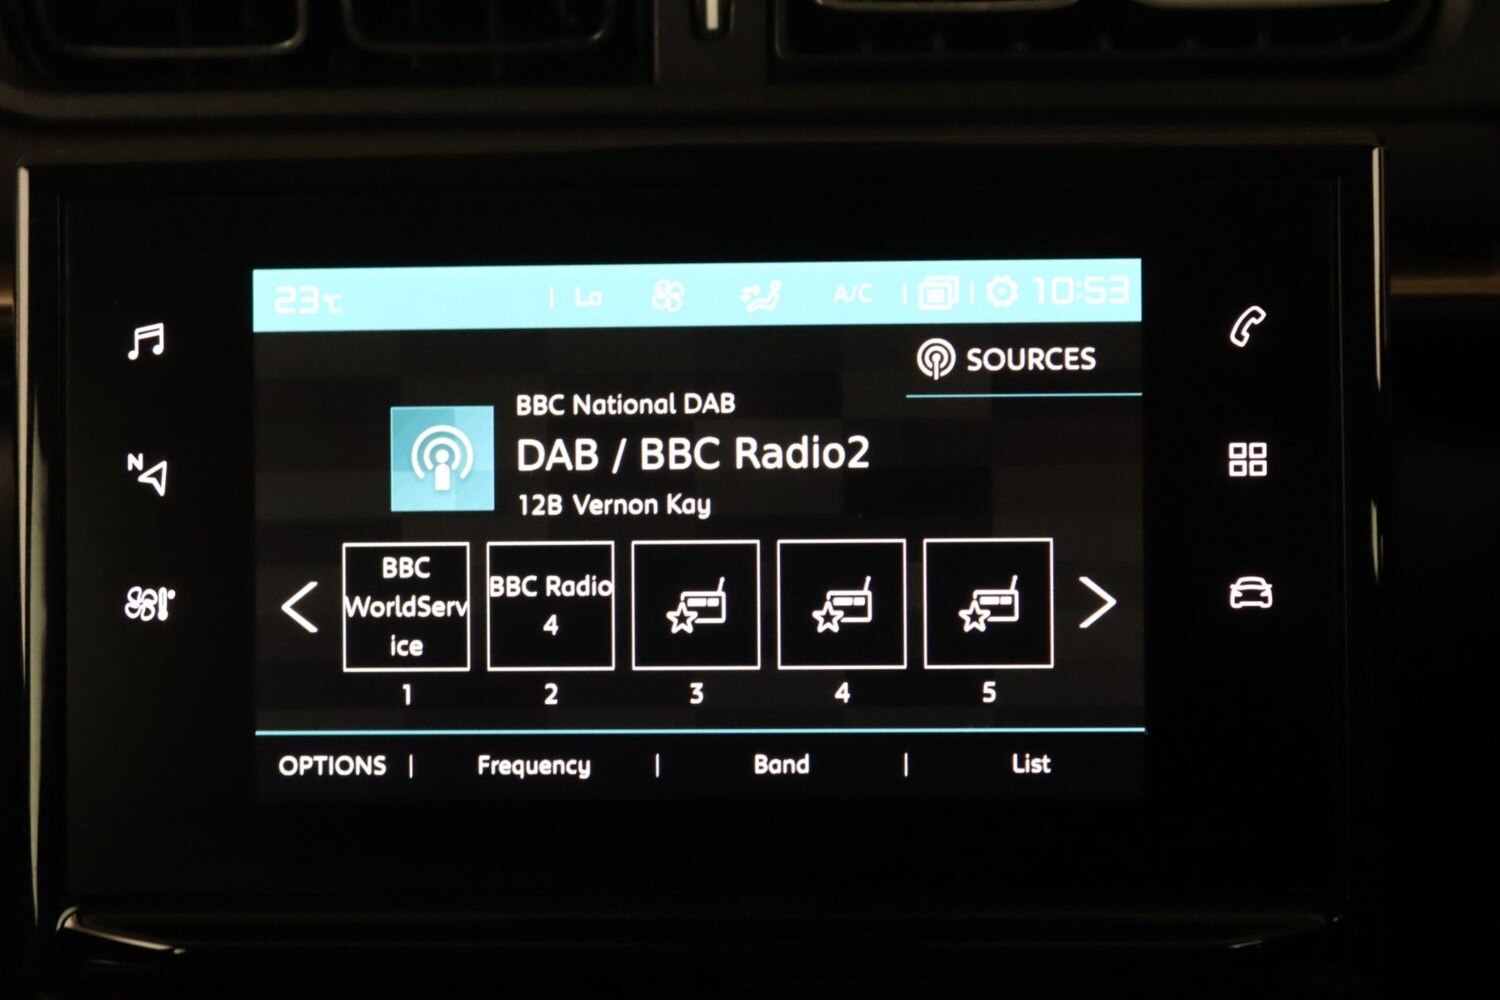 23°C | Lo A/C | | 10:53
SOURCES
BBC National DAB
DAB / BBC Radio2
12B Vernon Kay
N
BBC
WorldServ
ice
BBC Radio
4
1 2 3 4 5
OPTIONS | Frequency | Band | List